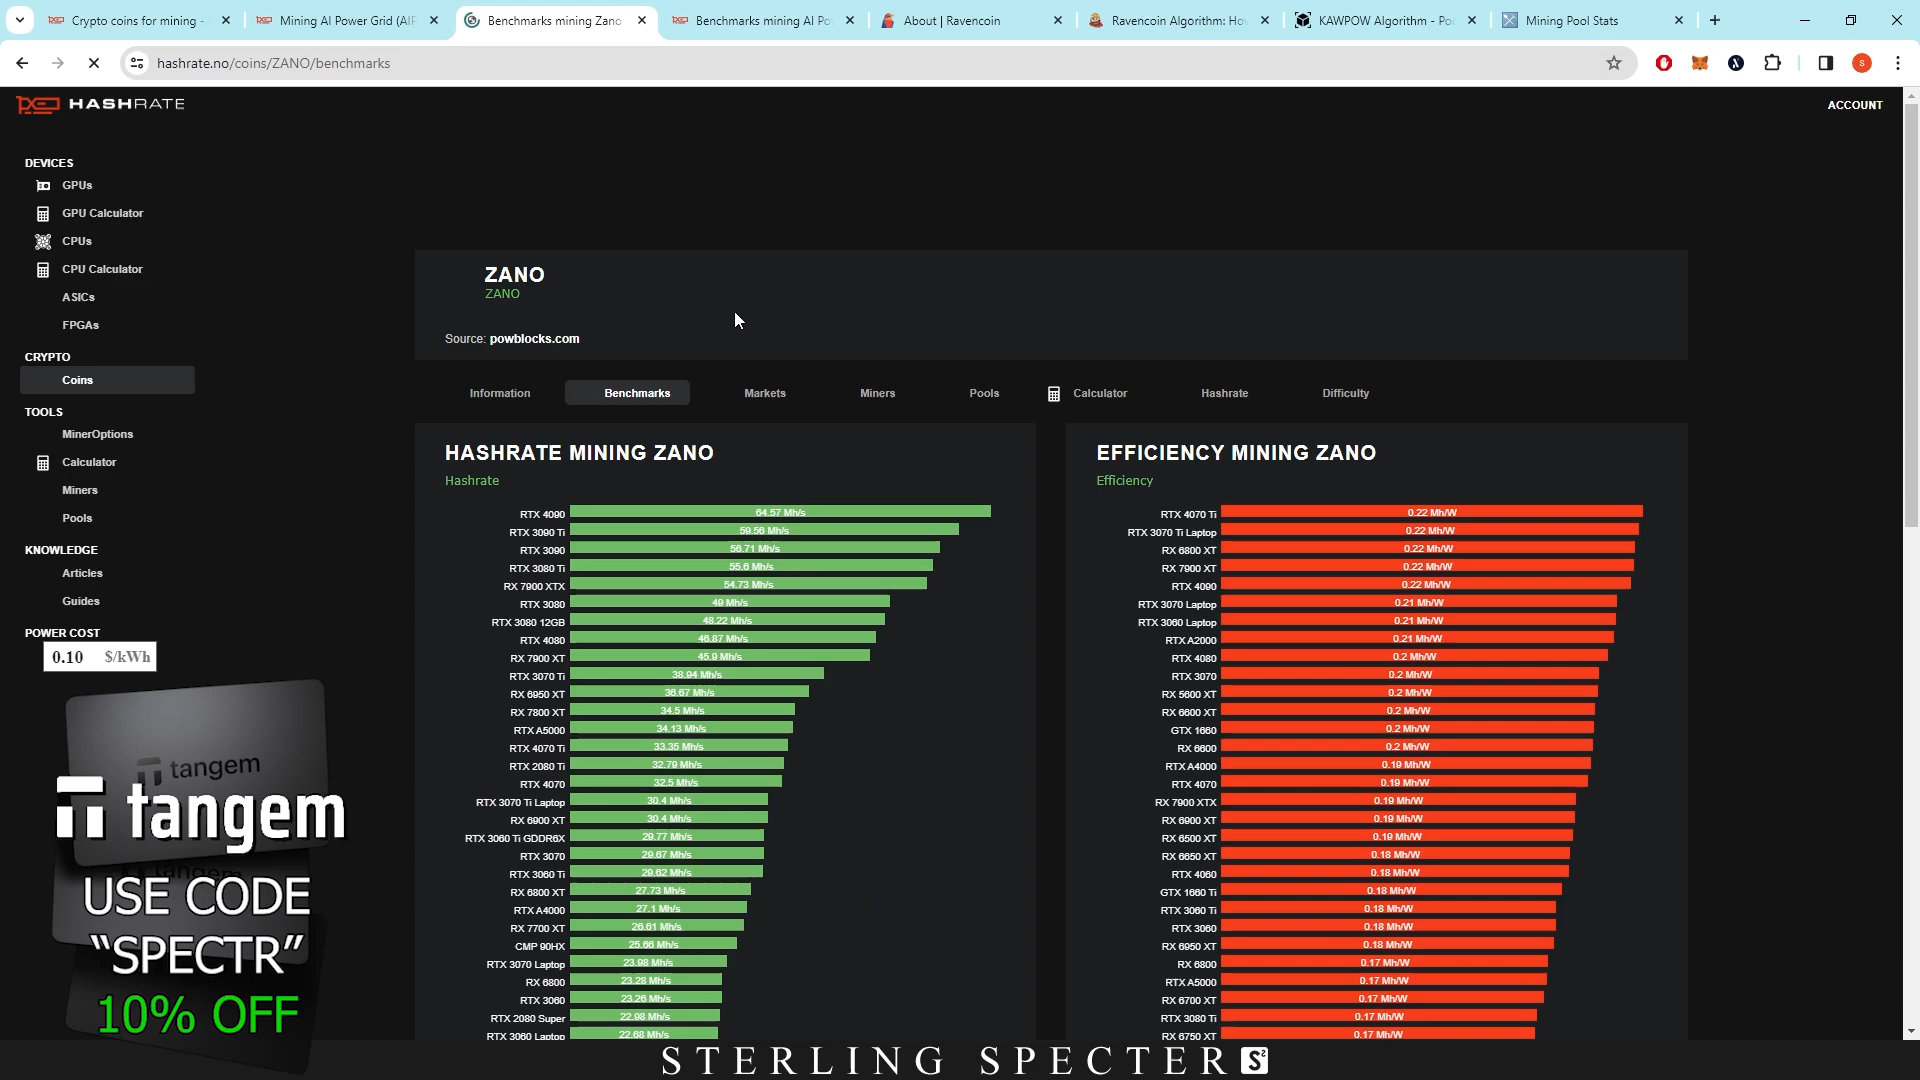 Crypto coins for mining -
Mining AI Power Grid (AIP
Benchmarks mining Zano
Benchmarks mining AI Po
About | Ravencoin
Ravencoin Algorithm: Ho
KAWPOW Algorithm - Po
Mining Pool Stats
hashrate.no/coins/ZANO/benchmarks
S
HASHRATE
ACCOUNT
DEVICES
GPUs
GPU Calculator
CPUs
CPU Calculator
ASICs
FPGAs
CRYPTO
Coins
TOOLS
MinerOptions
Calculator
Miners
Pools
KNOWLEDGE
Articles
Guides
POWER COST
0.10 $/kWh
ZANO
ZANO
Source: powblocks.com
Information
Benchmarks
Markets
Miners
Pools
Calculator
Hashrate
Difficulty
HASHRATE MINING ZANO
Hashrate
RTX 4090 64.57 Mh/s
RTX 3090 Ti 59.56 Mh/s
RTX 3090 56.71 Mh/s
RTX 3080 Ti 55.6 Mh/s
RX 7900 XTX 54.73 Mh/s
RTX 3080 49 Mh/s
RTX 3080 12GB 48.22 Mh/s
RTX 4080 46.87 Mh/s
RX 7900 XT 45.9 Mh/s
RTX 3070 Ti 38.94 Mh/s
RX 6950 XT 36.67 Mh/s
RX 7800 XT 34.5 Mh/s
RTX A5000 34.13 Mh/s
RTX 4070 Ti 33.35 Mh/s
RTX 2080 Ti 32.79 Mh/s
RTX 4070 32.5 Mh/s
RTX 3070 Ti Laptop 30.4 Mh/s
RX 6900 XT 30.4 Mh/s
RTX 3060 Ti GDDR6X 29.77 Mh/s
RTX 3070 29.67 Mh/s
RTX 3060 Ti 29.62 Mh/s
RX 6800 XT 27.73 Mh/s
RTX A4000 27.1 Mh/s
RX 7700 XT 26.61 Mh/s
CMP 90HX 25.66 Mh/s
RTX 3070 Laptop 23.98 Mh/s
RX 6800 23.28 Mh/s
RTX 3060 23.26 Mh/s
RTX 2080 Super 22.98 Mh/s
RTX 3060 Laptop 22.68 Mh/s
EFFICIENCY MINING ZANO
Efficiency
RTX 4070 Ti 0.22 Mh/W
RTX 3070 Ti Laptop 0.22 Mh/W
RX 6800 XT 0.22 Mh/W
RX 7900 XT 0.22 Mh/W
RTX 4090 0.22 Mh/W
RTX 3070 Laptop 0.21 Mh/W
RTX 3060 Laptop 0.21 Mh/W
RTX A2000 0.21 Mh/W
RTX 4080 0.2 Mh/W
RTX 3070 0.2 Mh/W
RX 5600 XT 0.2 Mh/W
RX 6600 XT 0.2 Mh/W
GTX 1660 0.2 Mh/W
RX 6600 0.2 Mh/W
RTX A4000 0.19 Mh/W
RTX 4070 0.19 Mh/W
RX 7900 XTX 0.19 Mh/W
RX 6900 XT 0.19 Mh/W
RX 6500 XT 0.19 Mh/W
RX 6650 XT 0.18 Mh/W
RTX 4060 0.18 Mh/W
GTX 1660 Ti 0.18 Mh/W
RTX 3060 Ti 0.18 Mh/W
RTX 3060 0.18 Mh/W
RX 6950 XT 0.18 Mh/W
RX 6800 0.17 Mh/W
RTX A5000 0.17 Mh/W
RX 6700 XT 0.17 Mh/W
RTX 3080 Ti 0.17 Mh/W
RX 6750 XT 0.17 Mh/W
tangem
tangem
tangem
USE CODE
“SPECTR”
10% OFF
STERLING SPECTER S²